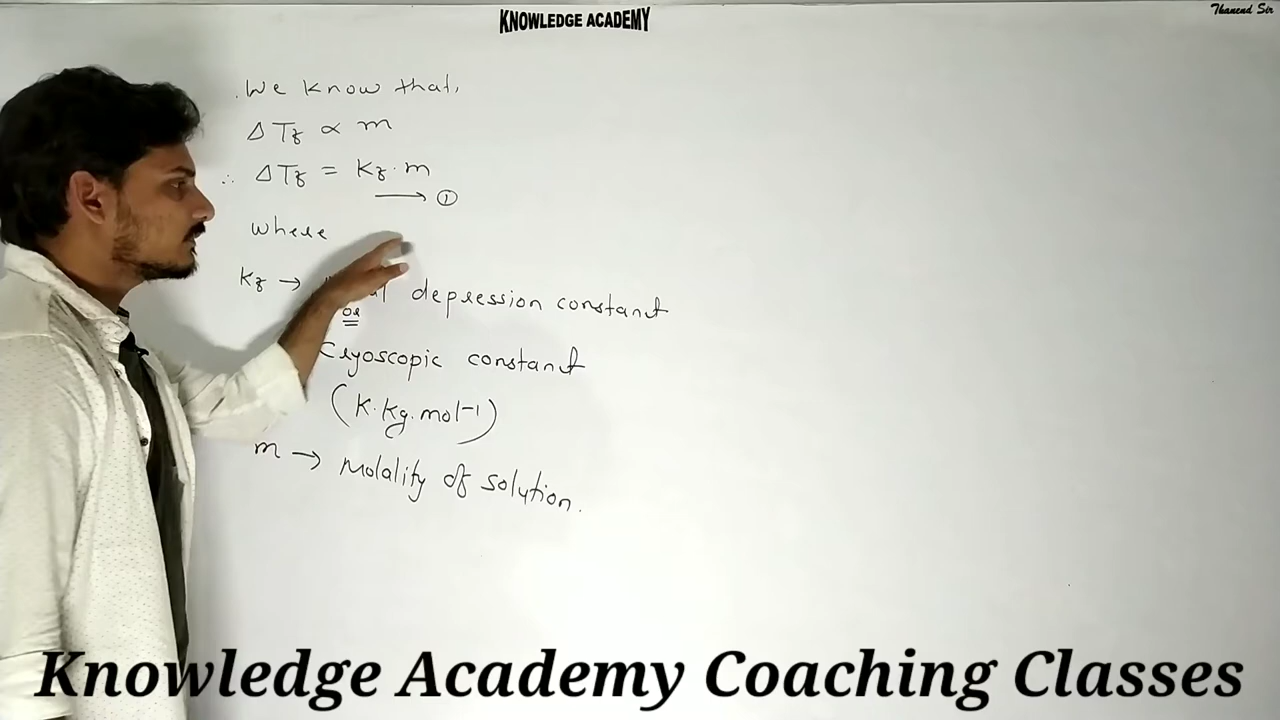 KNOWLEDGE ACADEMY
Thanend Sir
We know that,
ΔTf ∝ m
∴ ΔTf = Kf·m
→ ①
where
Kf → depression constant
or
Cryoscopic constant
(K·Kg·mol-1)
m → Molality of solution.
Knowledge Academy Coaching Classes